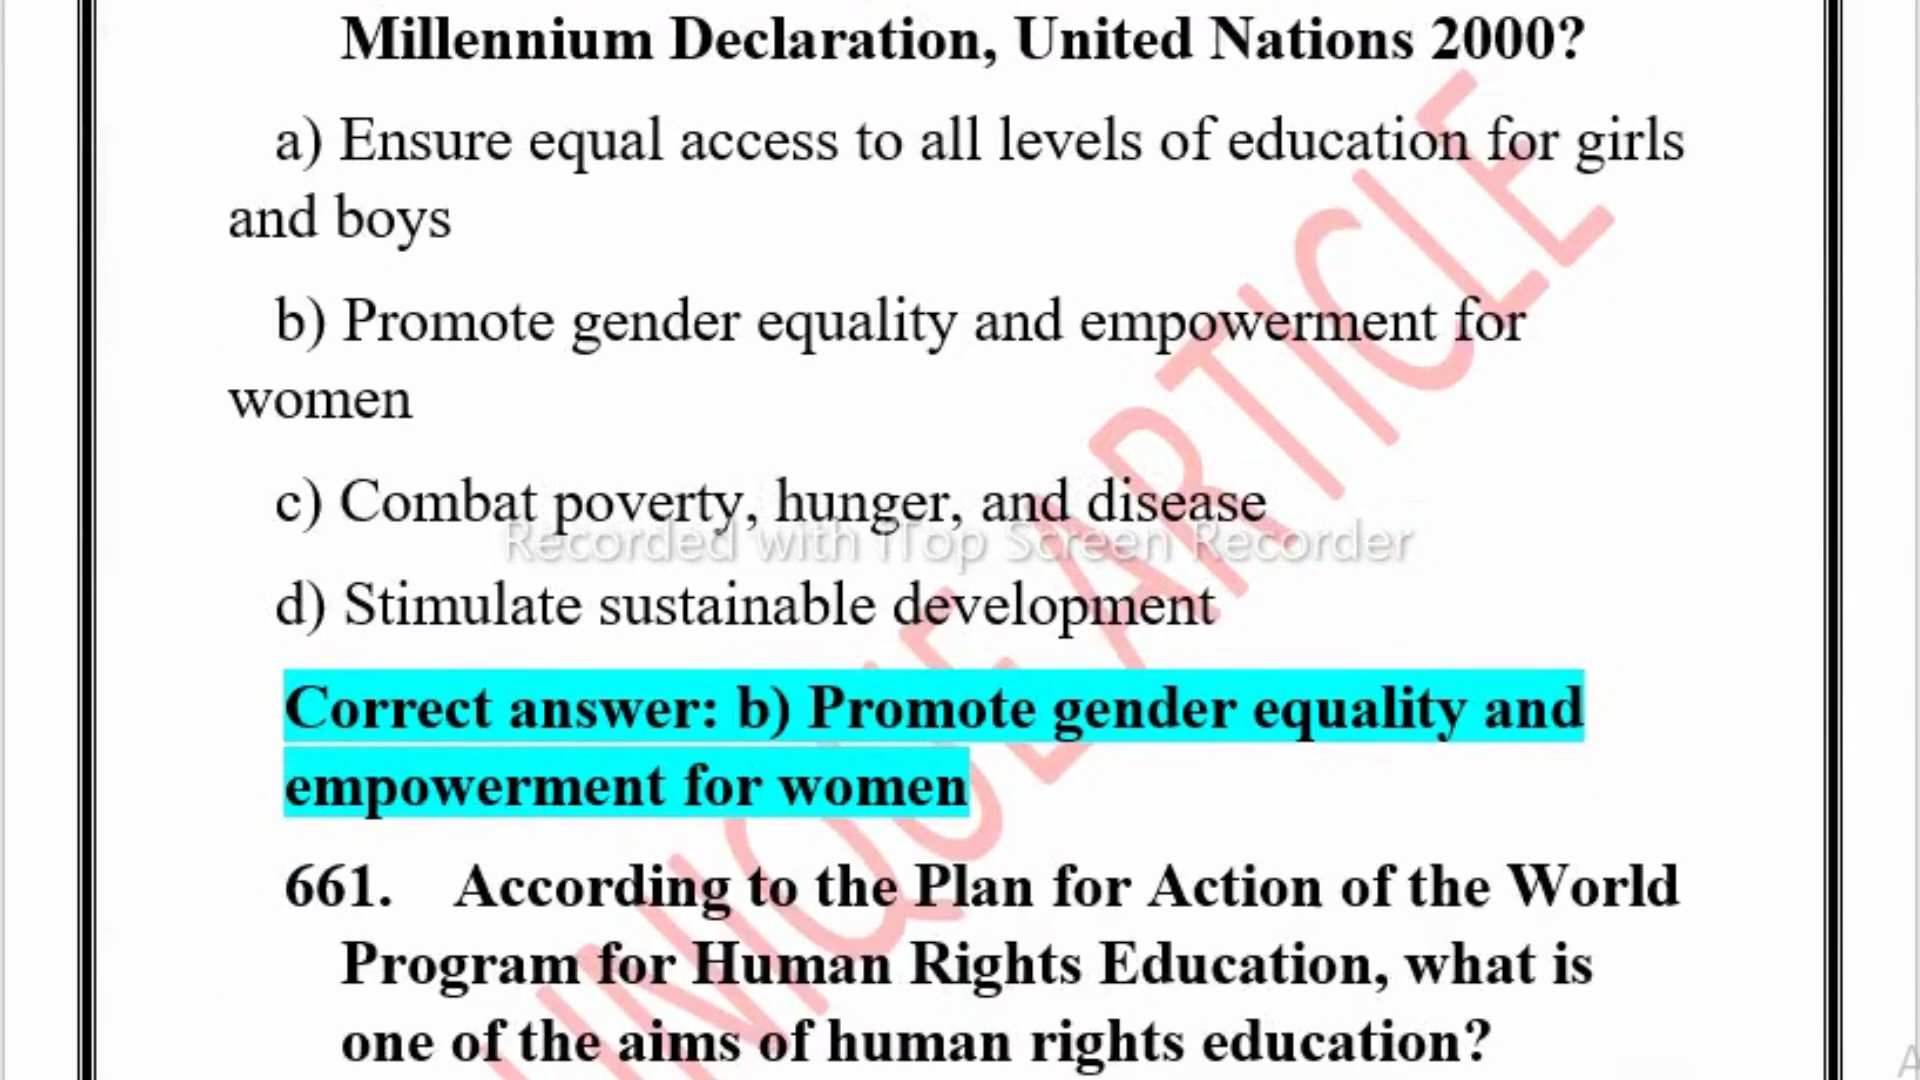 Millennium Declaration, United Nations 2000?
a) Ensure equal access to all levels of education for girls
and boys
b) Promote gender equality and empowerment for
women
c) Combat poverty, hunger, and disease
Recorded with iTop Screen Recorder
d) Stimulate sustainable development
Correct answer: b) Promote gender equality and
empowerment for women
661. According to the Plan for Action of the World
Program for Human Rights Education, what is
one of the aims of human rights education?
UNIQUE ARTICLE
A